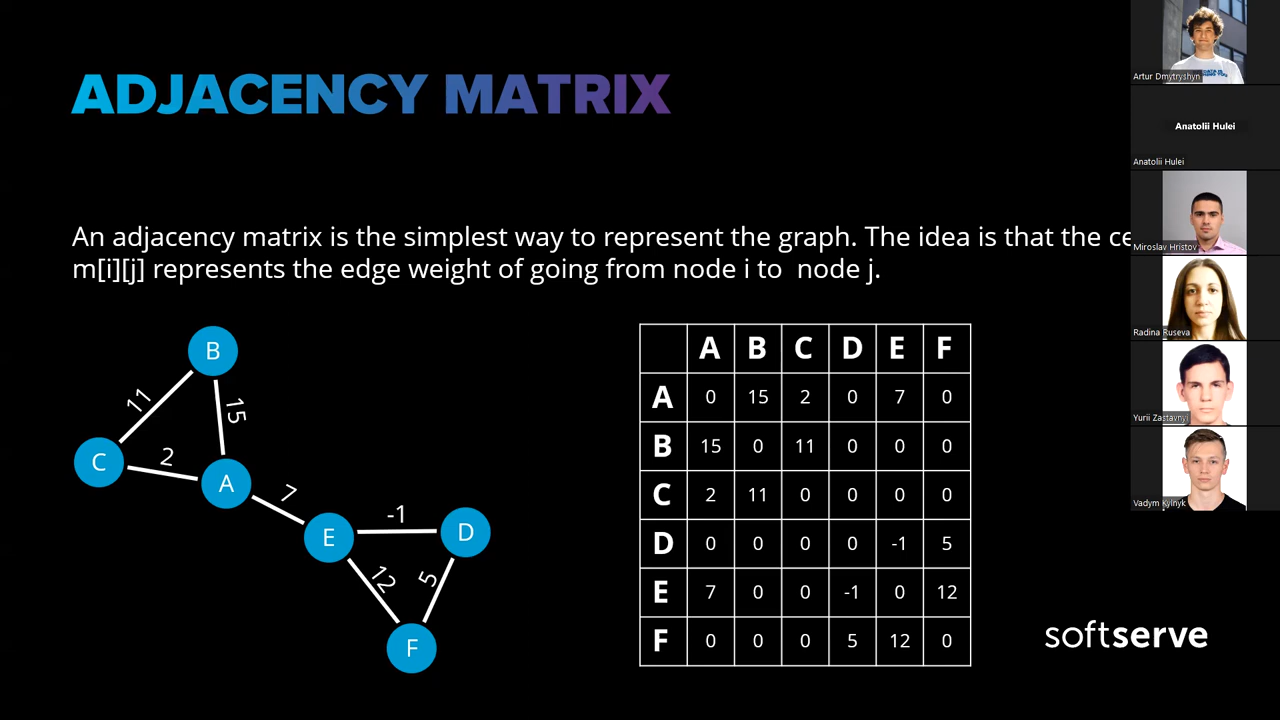 ADJACENCY MATRIX
An adjacency matrix is the simplest way to represent the graph. The idea is that the ce
m[i][j] represents the edge weight of going from node i to node j.
B
11
15
C
2
A
7
E
-1
D
12
5
F
A B C D E F
A 0 15 2 0 7 0
B 15 0 11 0 0 0
C 2 11 0 0 0 0
D 0 0 0 0 -1 5
E 7 0 0 -1 0 12
F 0 0 0 5 12 0
softserve
Artur Dmytryshyn
Anatolii Hulei
Anatolii Hulei
Miroslav Hristov
Radina Ruseva
Yurii Zastavnyi
Vadym Kylnyk